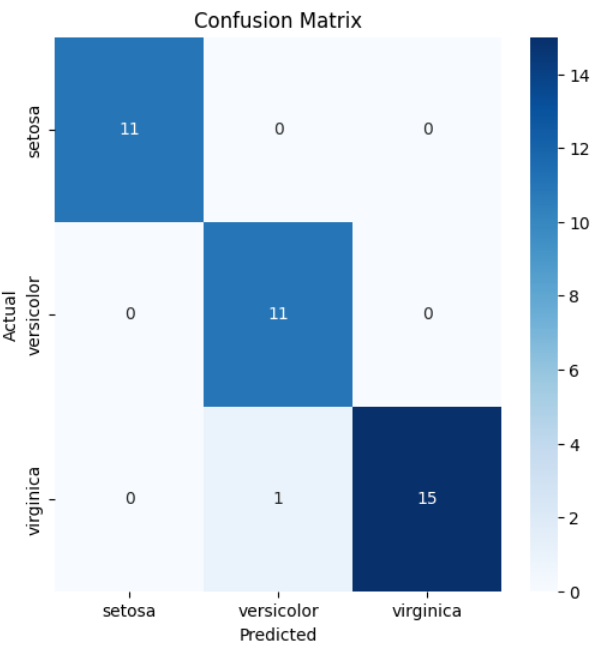 Confusion Matrix
setosa
11 0 0
Actual
versicolor
0 11 0
virginica
0 1 15
setosa versicolor virginica
Predicted
14
12
10
8
6
4
2
0